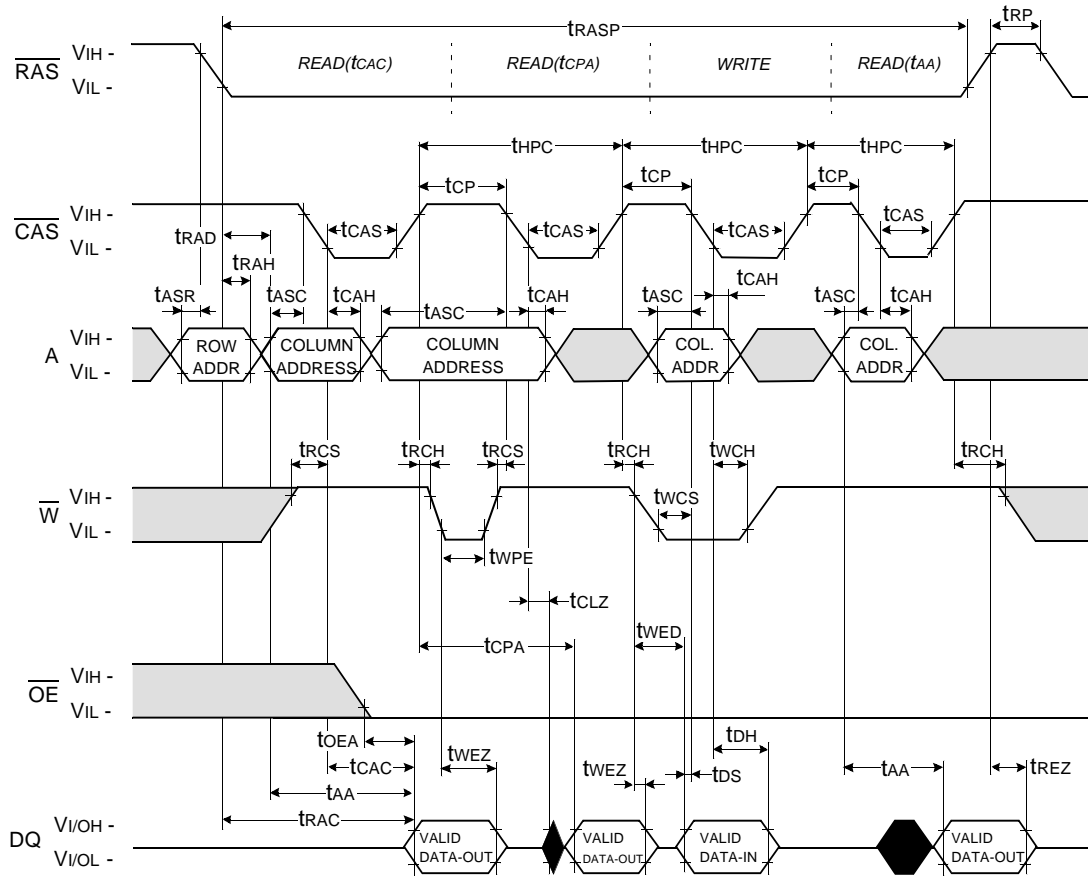 tRASP
tRP
VIH -
RAS
VIL -
READ(tCAC)
READ(tCPA)
WRITE
READ(tAA)
tHPC
tHPC
tHPC
tCP
tCP
tCP
VIH -
CAS
VIL -
tCAS
tCAS
tCAS
tCAS
tRAD
tRAH
tASR
tASC
tCAH
tASC
tCAH
tASC
tCAH
tASC
tCAH
VIH -
A
VIL -
ROW
ADDR
COLUMN
ADDRESS
COLUMN
ADDRESS
COL.
ADDR
COL.
ADDR
tRCS
tRCH
tRCS
tRCH
tWCH
tRCH
VIH -
W
VIL -
tWCS
tWPE
tCLZ
tCPA
tWED
VIH -
OE
VIL -
tOEA
tWEZ
tDH
tCAC
tWEZ
tDS
tAA
tREZ
tAA
tRAC
VI/OH -
DQ
VI/OL -
VALID
DATA-OUT
VALID
DATA-OUT
VALID
DATA-IN
VALID
DATA-OUT